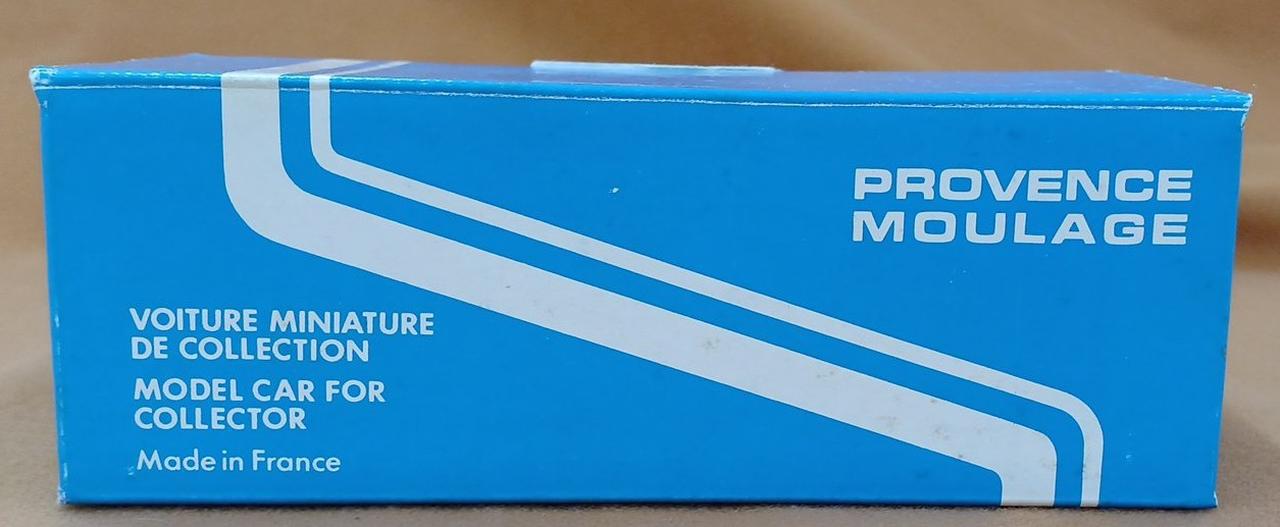 PROVENCE
MOULAGE
VOITURE MINIATURE
DE COLLECTION
MODEL CAR FOR
COLLECTOR
Made in France